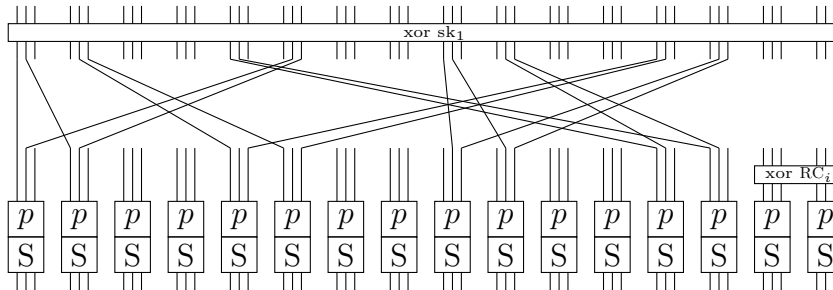 xor sk₁
xor RCᵢ
p p p p p p p p p p p p p p p p
S S S S S S S S S S S S S S S S